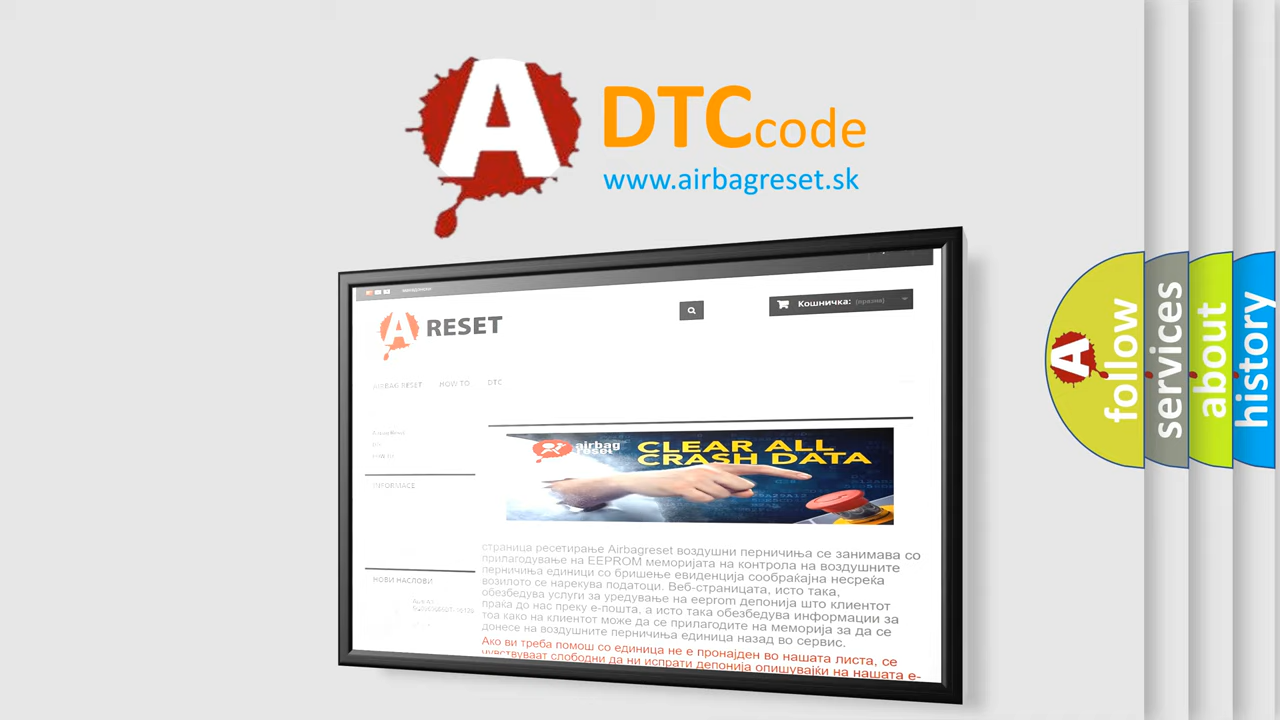 A
DTC code
www.airbagreset.sk
A RESET
Кошничка: (празна)
AIRBAG RESET HOW TO DTC
INFORMACE
НОВИ НАСЛОВИ
airbag
reset
CLEAR ALL
CRASH DATA
страница ресетирање Airbagreset воздушни перничиња се занимава со
прилагодување на EEPROM меморијата на контрола на воздушните
перничиња единици со бришење евиденција сообраќајна несреќа
возилото се нарекува податоци. Веб-страницата, исто така,
обезбедува услуги за уредување на eeprom депонија што клиентот
праќа до нас преку е-пошта, а исто така обезбедува информации за
тоа како на клиентот може да се прилагодите на меморија за да се
донесе на воздушните перничиња единица назад во сервис.
Ако ви треба помош со единица не е пронајден во нашата листа, се
чувствуваат слободни да ни испрати депонија опишувајќи на нашата е-
A
follow
services
about
history